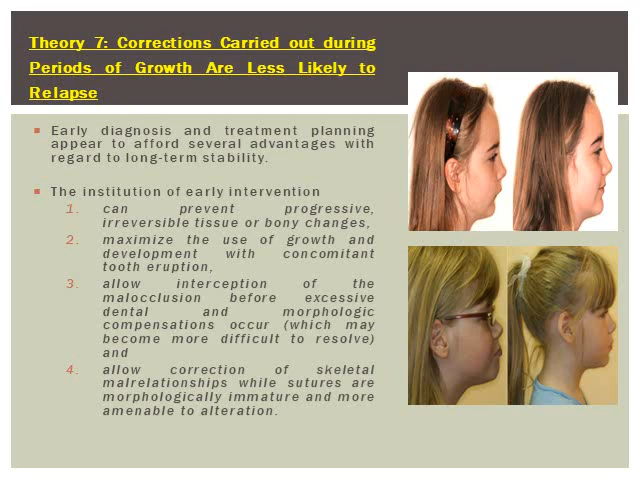 Theory 7: Corrections Carried out during
Periods of Growth Are Less Likely to
Relapse
Early diagnosis and treatment planning
appear to afford several advantages with
regard to long-term stability.
The institution of early intervention
1. can prevent progressive,
irreversible tissue or bony changes,
2. maximize the use of growth and
development with concomitant
tooth eruption,
3. allow interception of the
malocclusion before excessive
dental and morphologic
compensations occur (which may
become more difficult to resolve)
and
4. allow correction of skeletal
malrelationships while sutures are
morphologically immature and more
amenable to alteration.